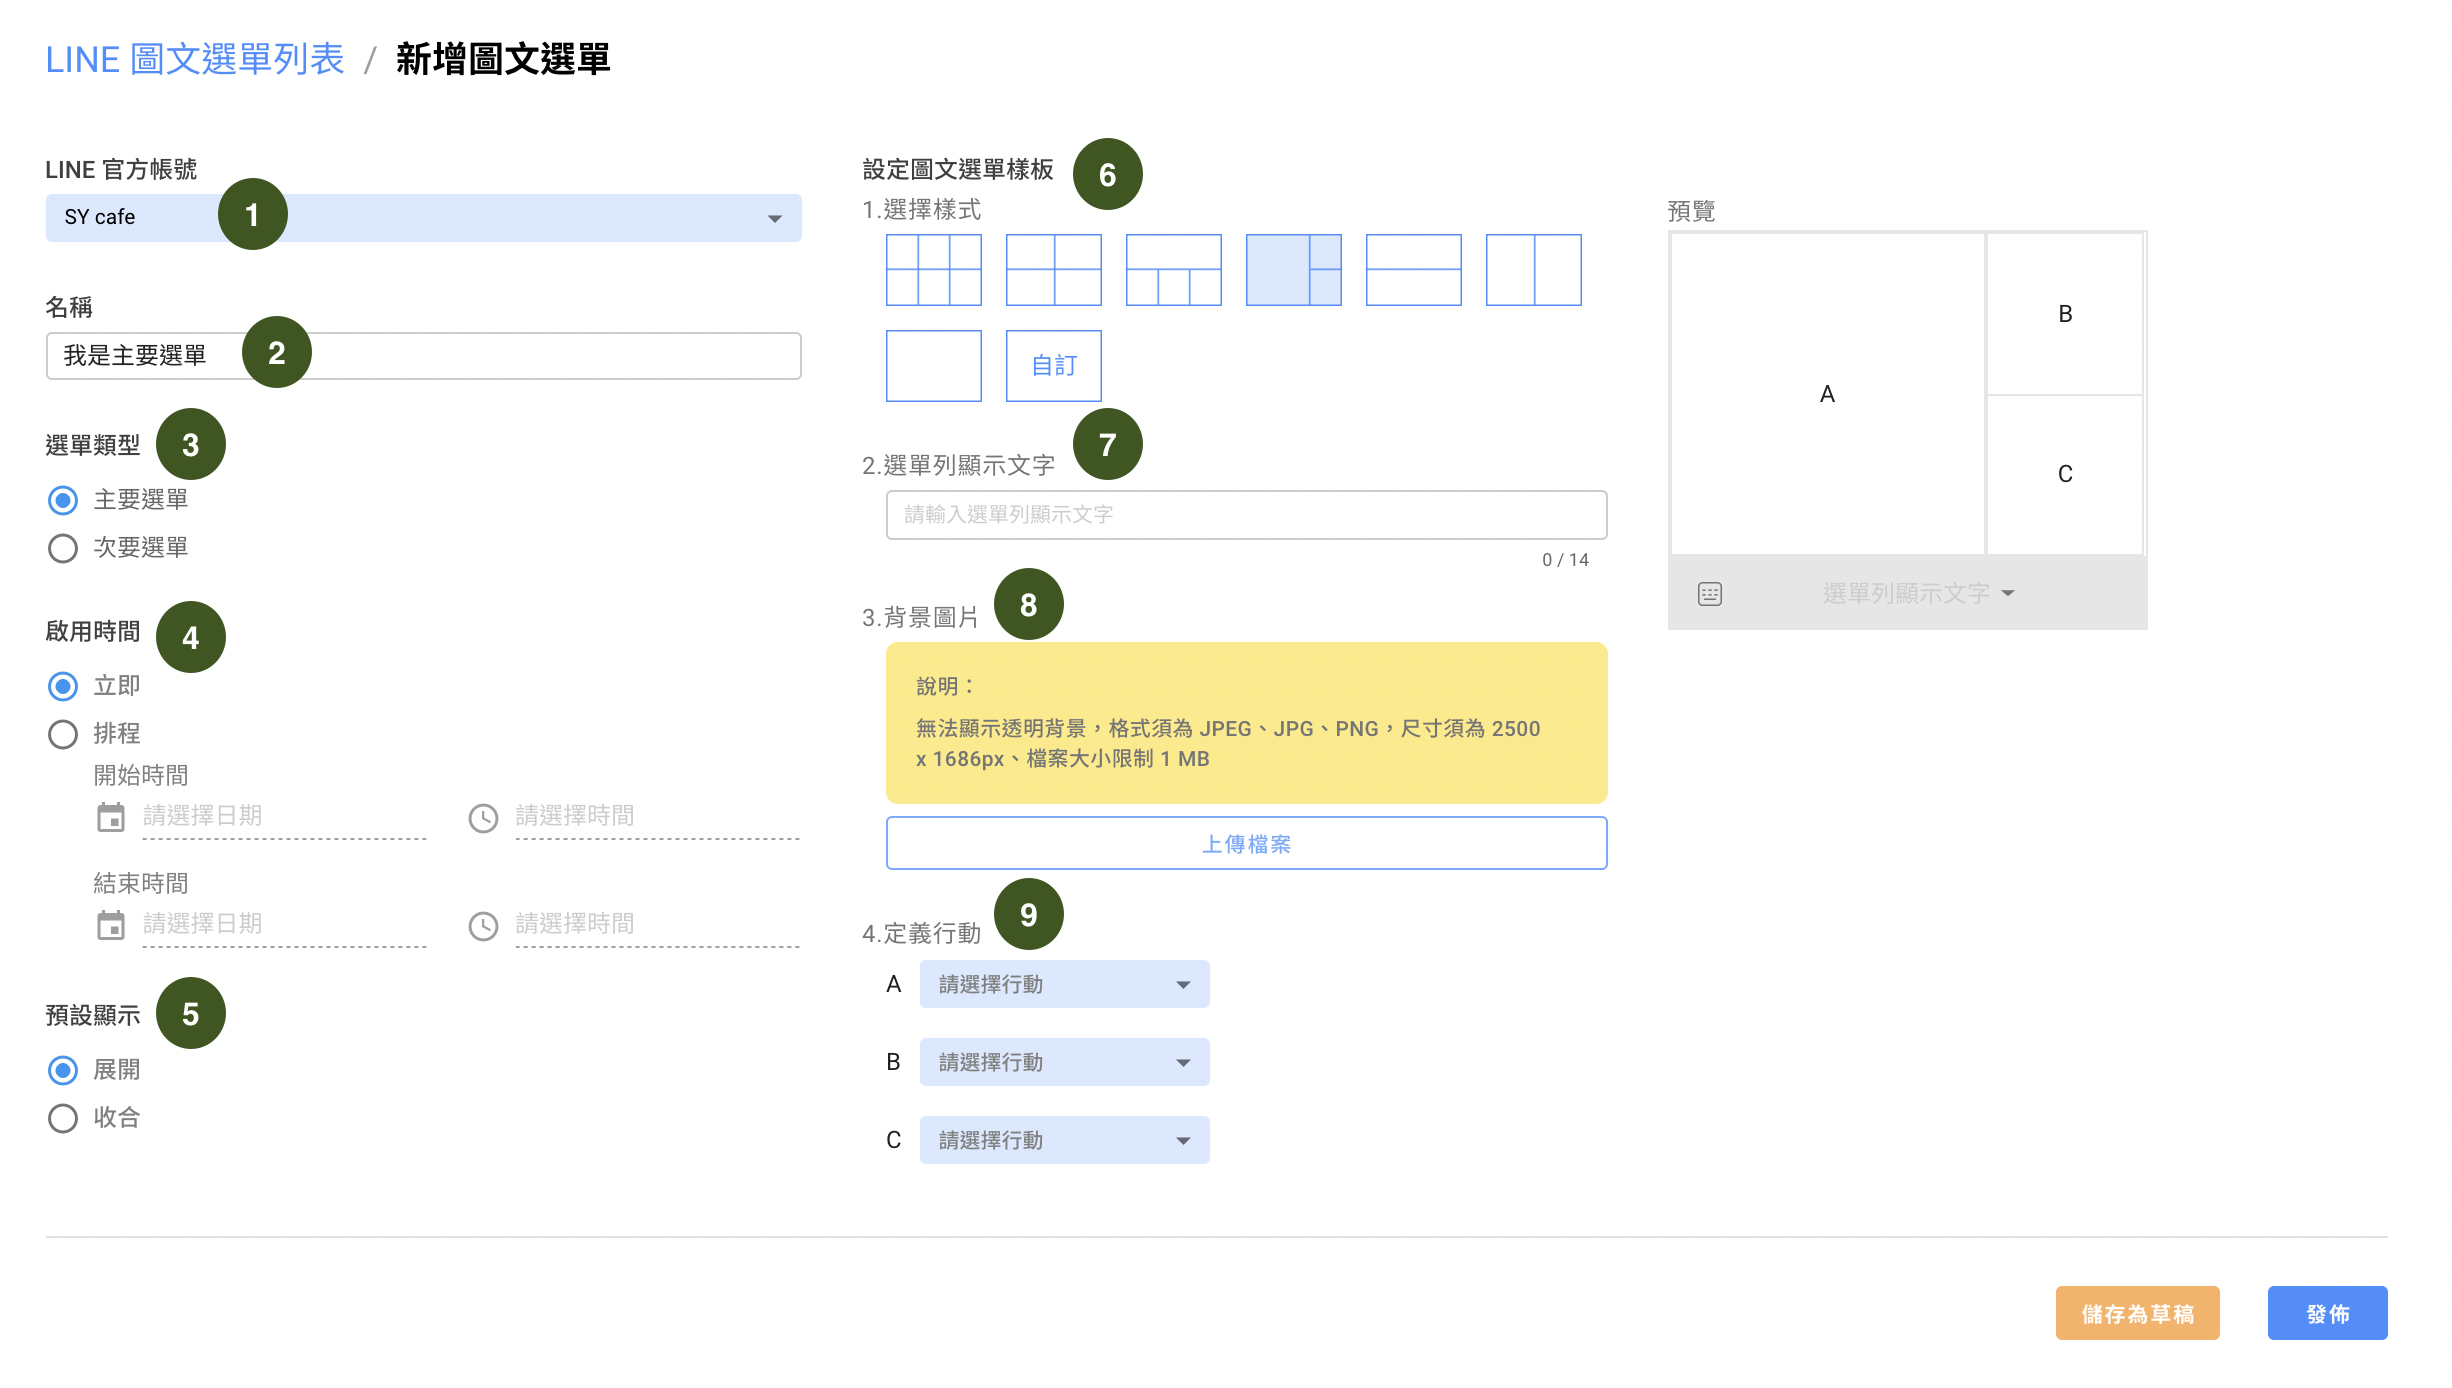 LINE 圖文選單列表 / 新增圖文選單
LINE 官方帳號
1
SY cafe
名稱
2
我是主要選單
選單類型
3
主要選單
次要選單
啟用時間
4
立即
排程
開始時間
請選擇日期
請選擇時間
結束時間
請選擇日期
請選擇時間
預設顯示
5
展開
收合
設定圖文選單樣板
6
1.選擇樣式
自訂
7
2.選單列顯示文字
請輸入選單列顯示文字
0 / 14
8
3.背景圖片
說明：
無法顯示透明背景，格式須為 JPEG、JPG、PNG，尺寸須為 2500
x 1686px、檔案大小限制 1 MB
上傳檔案
9
4.定義行動
A 請選擇行動
B 請選擇行動
C 請選擇行動
預覽
A
B
C
選單列顯示文字
儲存為草稿
發佈